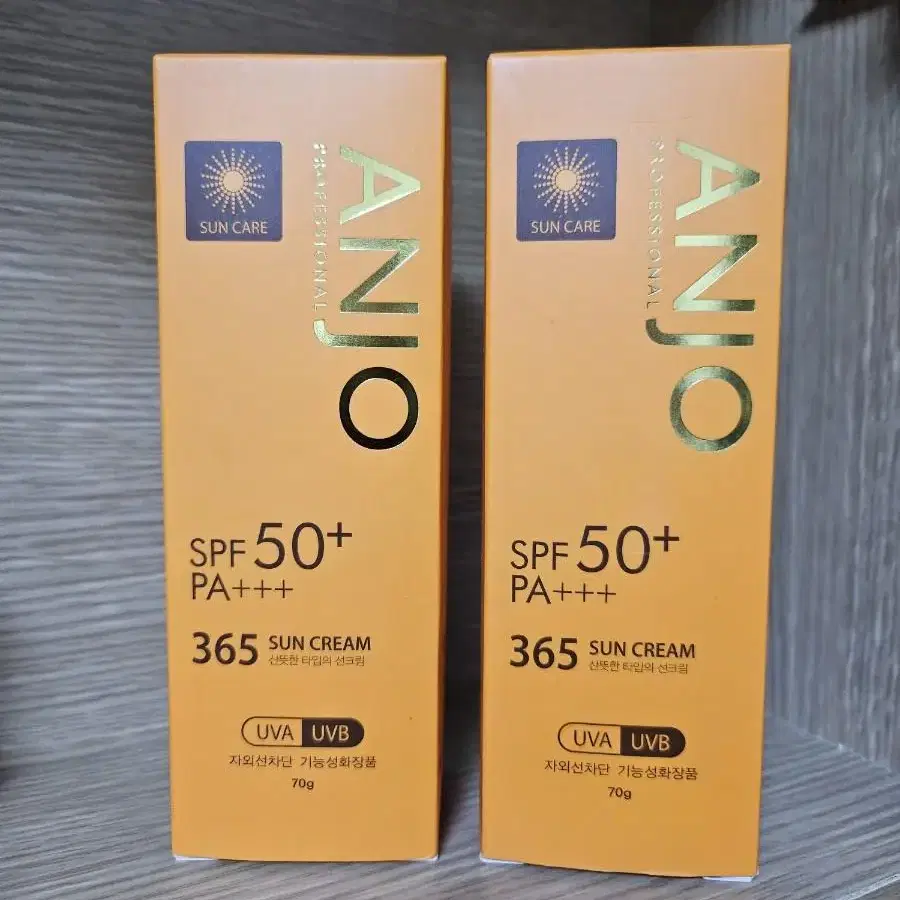 SUN CARE
ANJO
PROFESSIONAL
SPF 50+
PA+++
365 SUN CREAM
산뜻한 타입의 선크림
UVA UVB
자외선차단 기능성화장품
70g
SUN CARE
ANJO
PROFESSIONAL
SPF 50+
PA+++
365 SUN CREAM
산뜻한 타입의 선크림
UVA UVB
자외선차단 기능성화장품
70g